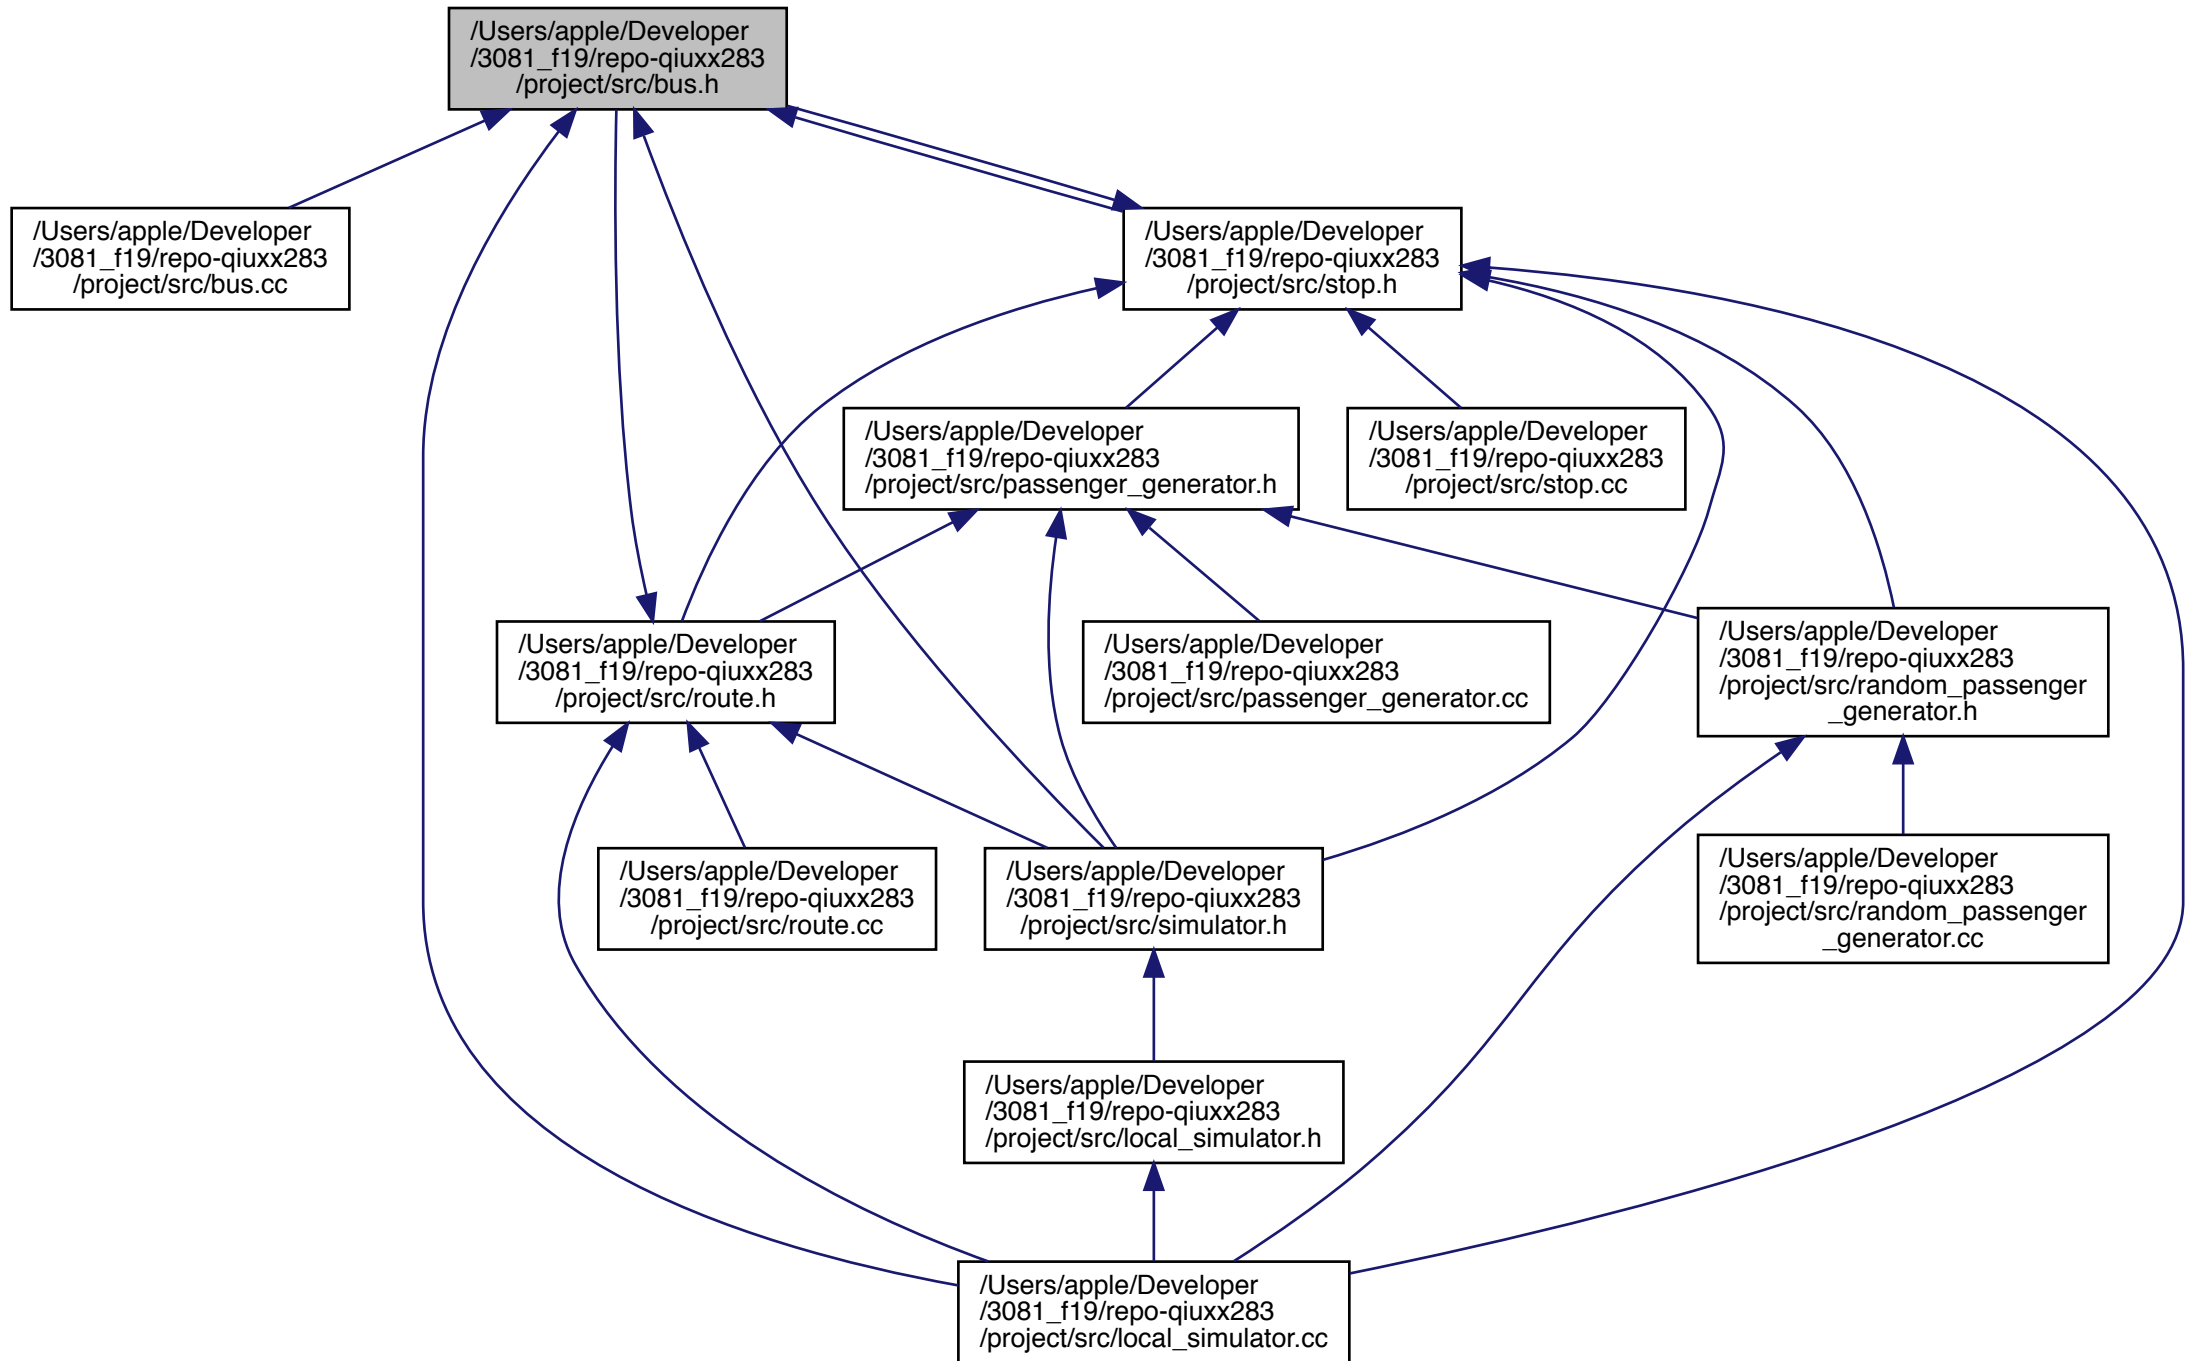 /Users/apple/Developer
/3081_f19/repo-qiuxx283
/project/src/bus.h
/Users/apple/Developer
/3081_f19/repo-qiuxx283
/project/src/bus.cc
/Users/apple/Developer
/3081_f19/repo-qiuxx283
/project/src/stop.h
/Users/apple/Developer
/3081_f19/repo-qiuxx283
/project/src/passenger_generator.h
/Users/apple/Developer
/3081_f19/repo-qiuxx283
/project/src/stop.cc
/Users/apple/Developer
/3081_f19/repo-qiuxx283
/project/src/route.h
/Users/apple/Developer
/3081_f19/repo-qiuxx283
/project/src/passenger_generator.cc
/Users/apple/Developer
/3081_f19/repo-qiuxx283
/project/src/random_passenger
_generator.h
/Users/apple/Developer
/3081_f19/repo-qiuxx283
/project/src/route.cc
/Users/apple/Developer
/3081_f19/repo-qiuxx283
/project/src/simulator.h
/Users/apple/Developer
/3081_f19/repo-qiuxx283
/project/src/random_passenger
_generator.cc
/Users/apple/Developer
/3081_f19/repo-qiuxx283
/project/src/local_simulator.h
/Users/apple/Developer
/3081_f19/repo-qiuxx283
/project/src/local_simulator.cc